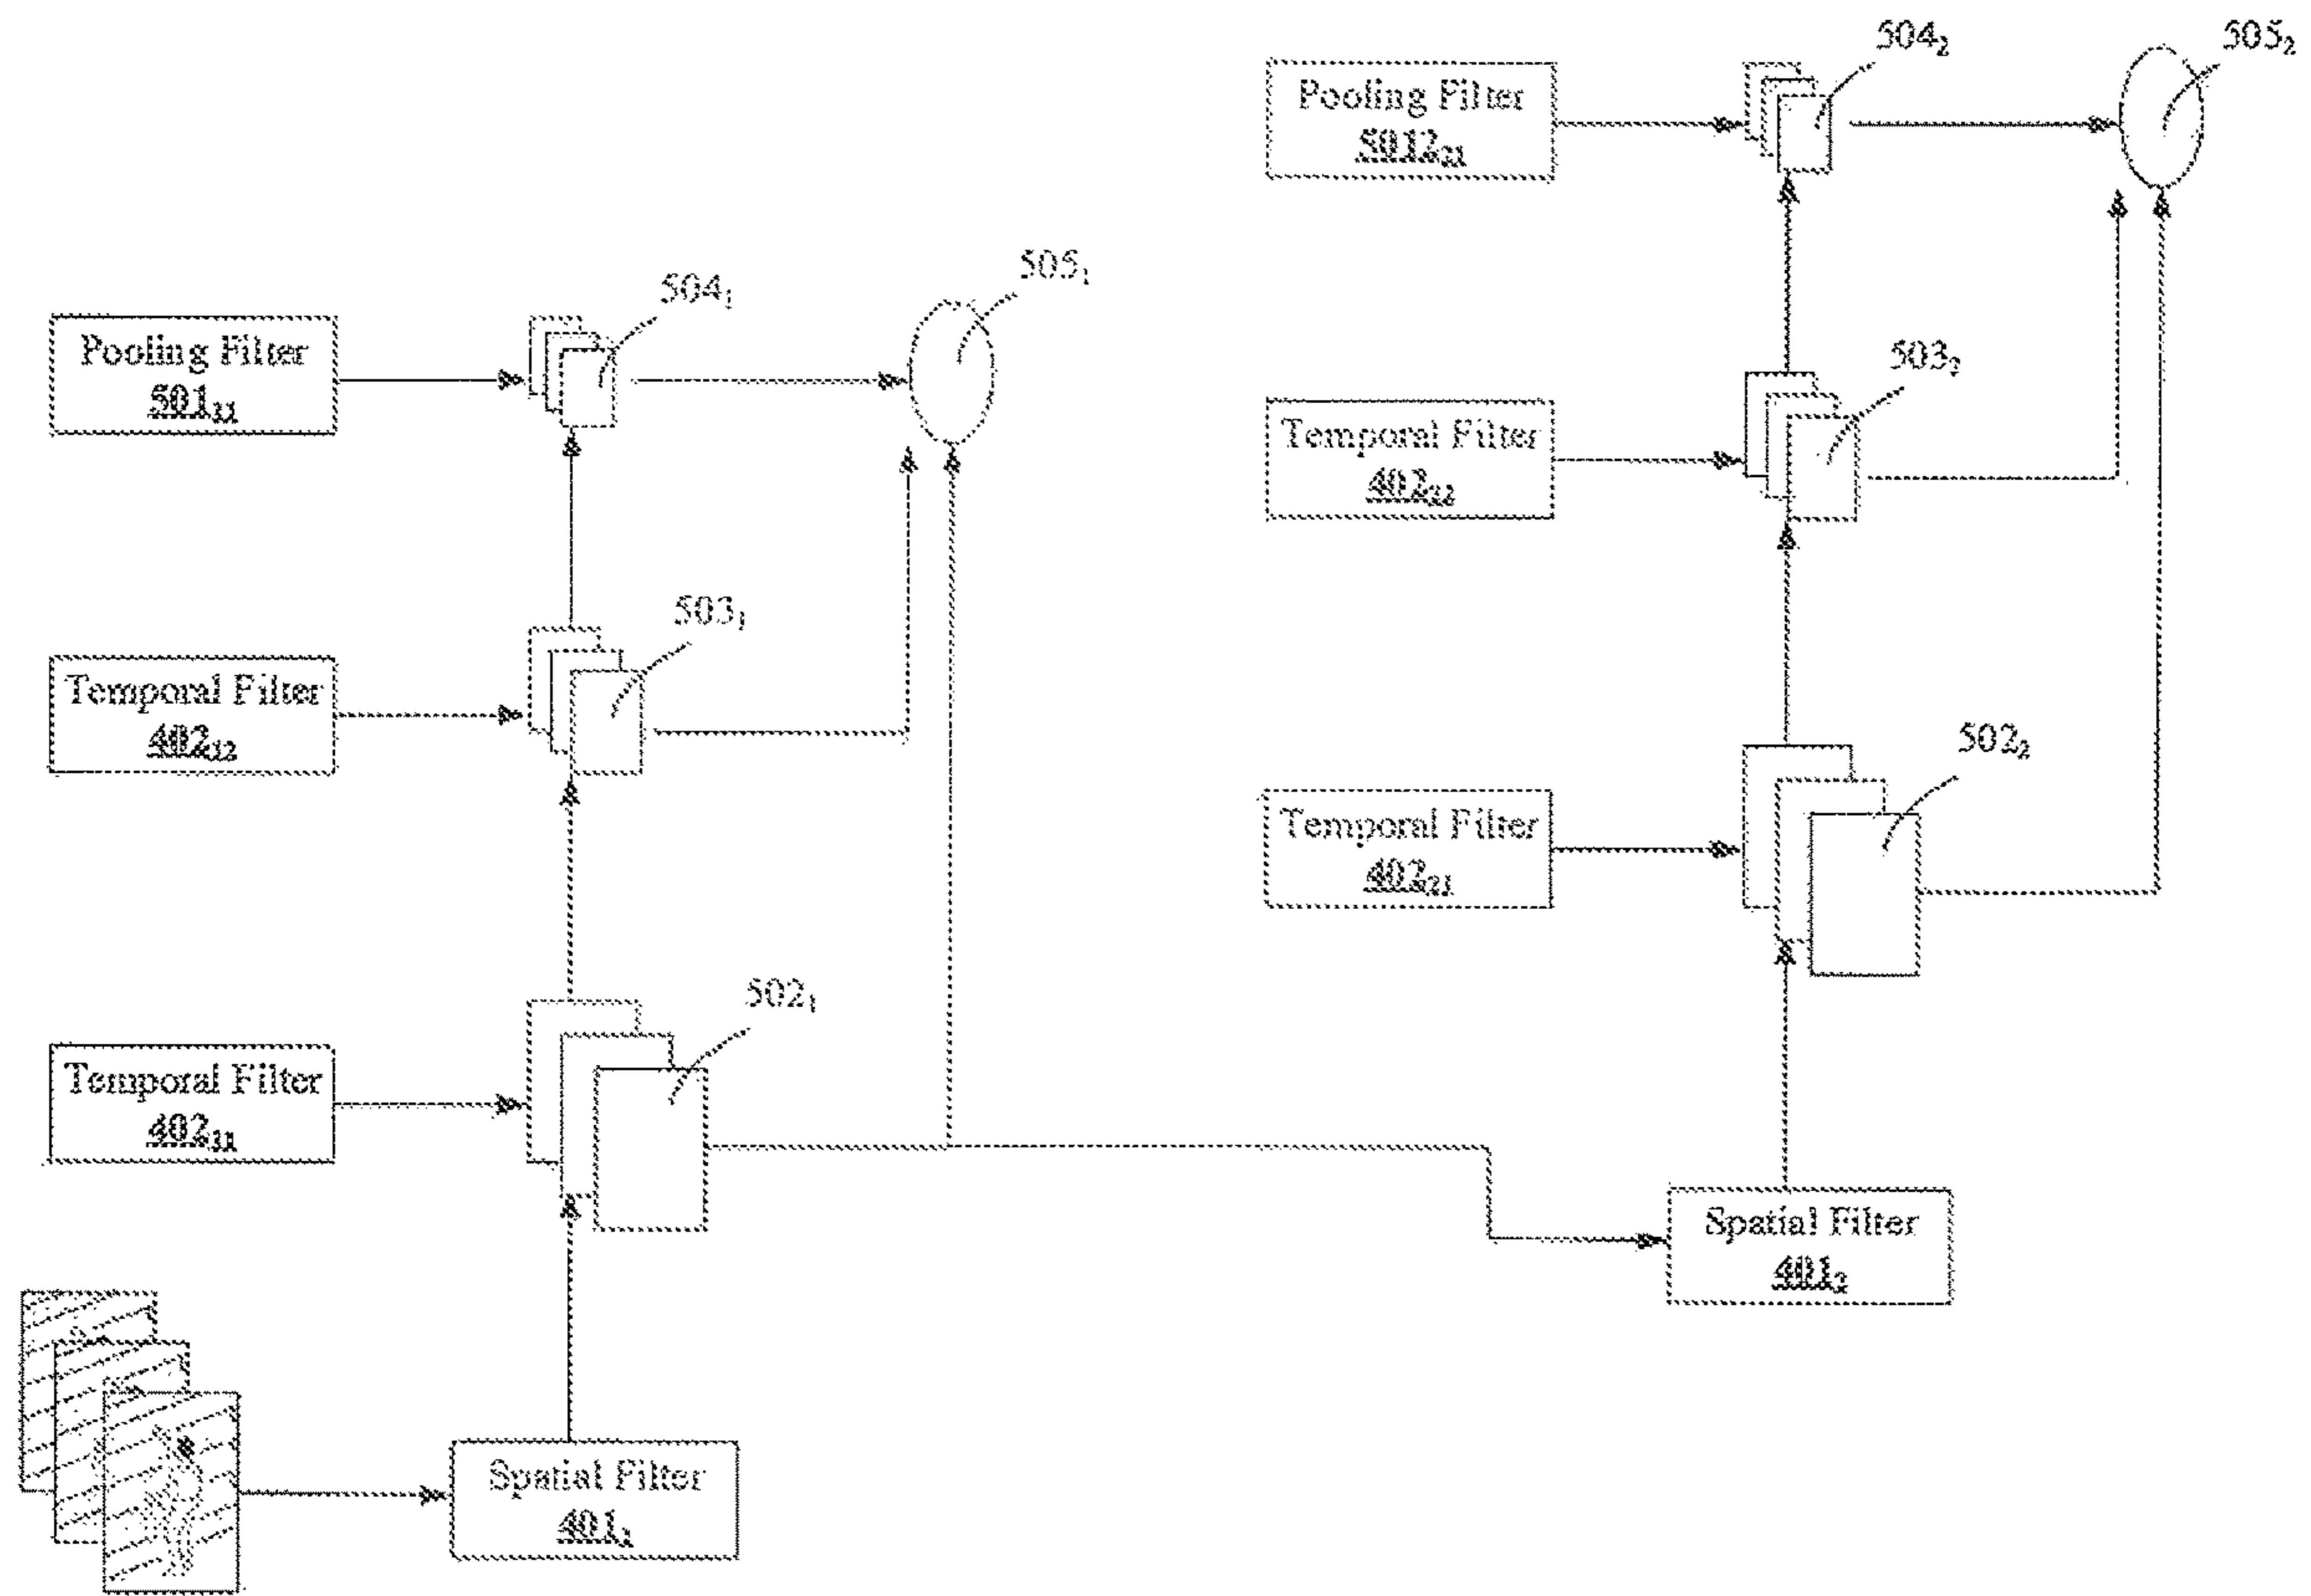 504₂
505₂
Pooling Filter
5012₂₁
504₁
505₁
Pooling Filter
501₁₁
503₂
Temporal Filter
402₂₂
503₁
Temporal Filter
402₁₂
502₂
Temporal Filter
402₂₁
502₁
Temporal Filter
402₁₁
Spatial Filter
401₂
Spatial Filter
401₁